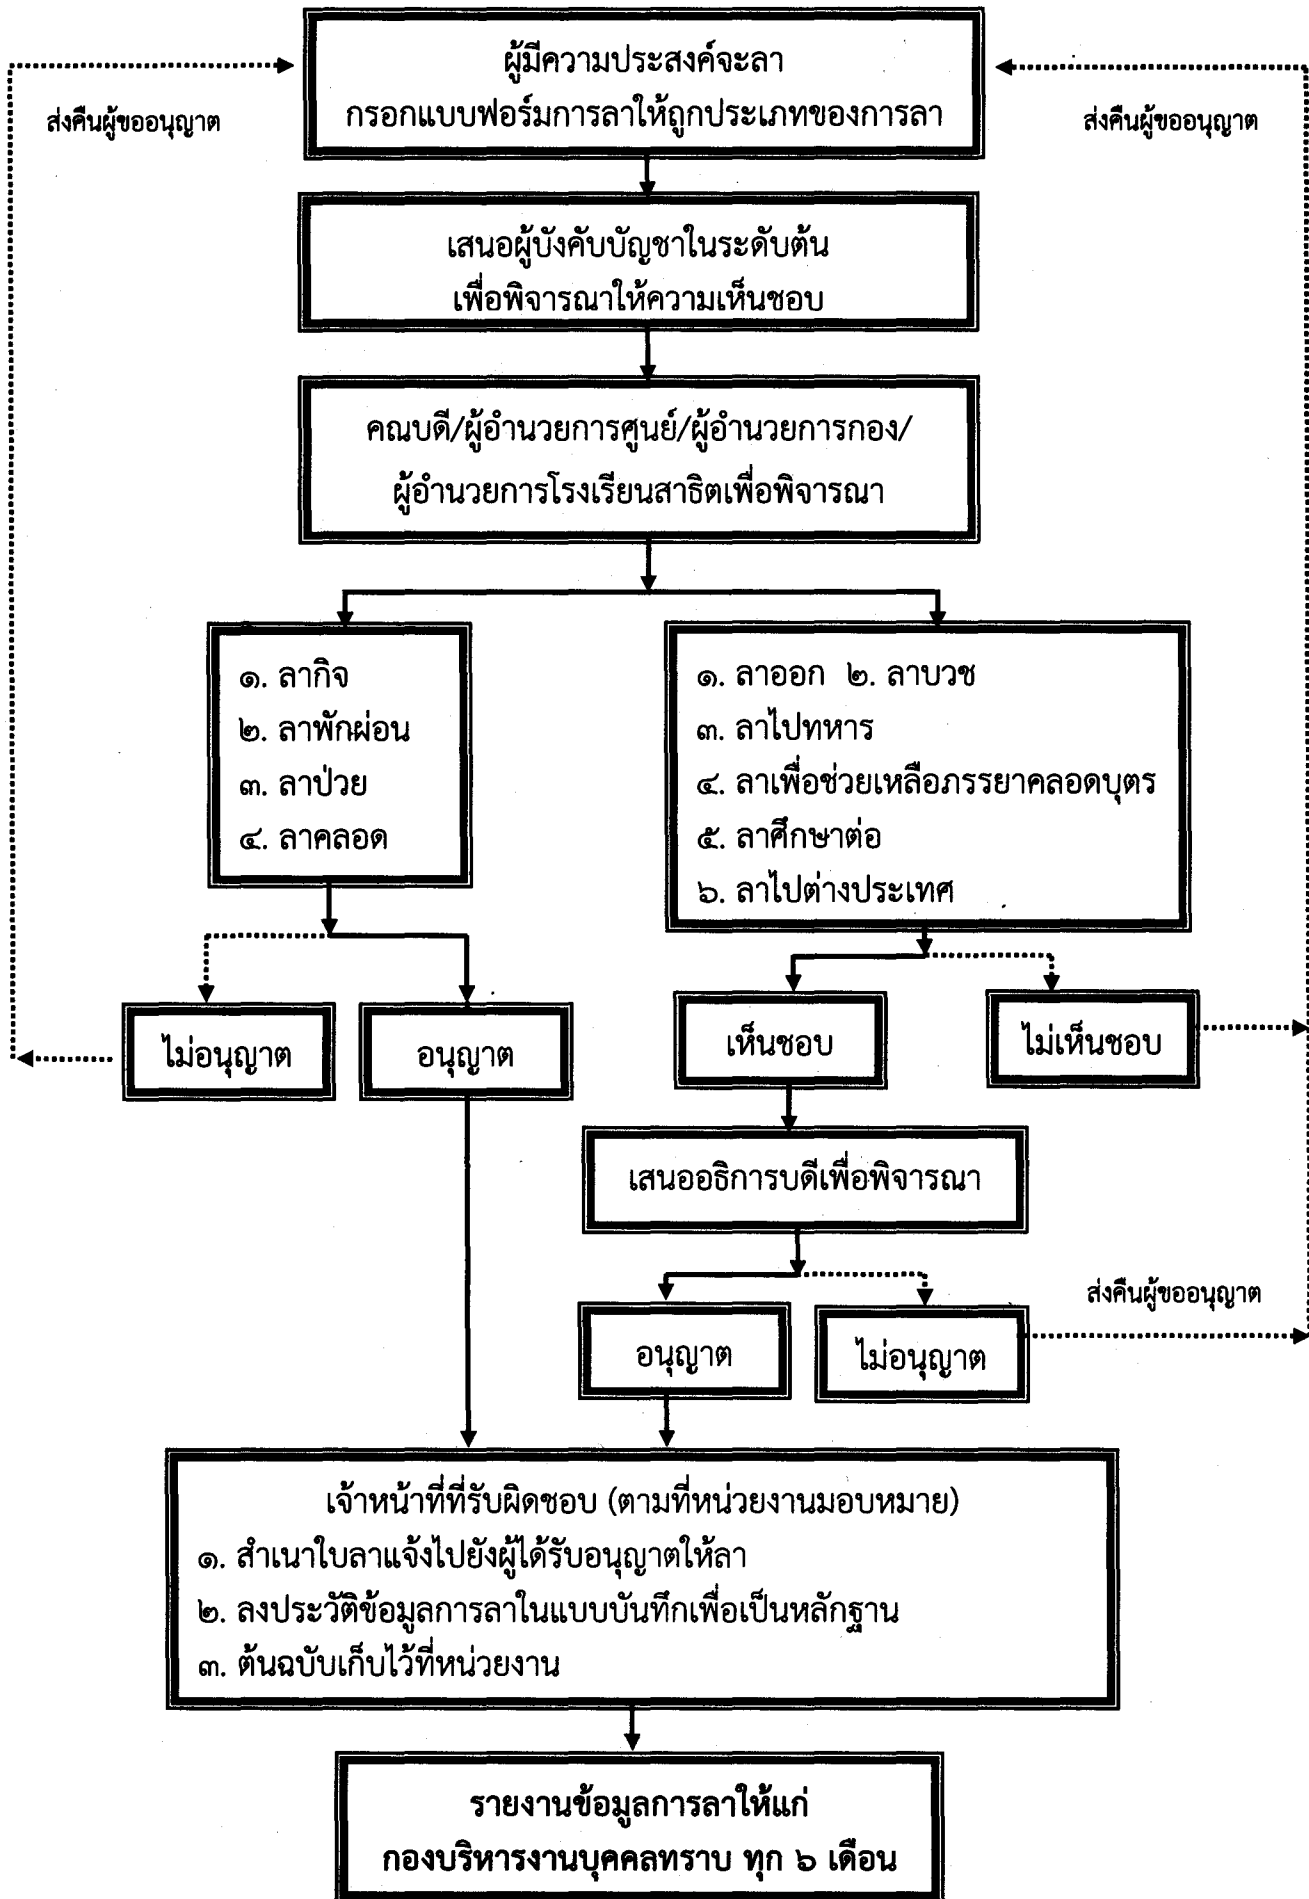 ผู้มีความประสงค์จะลา
กรอกแบบฟอร์มการลาให้ถูกประเภทของการลา
ส่งคืนผู้ขออนุญาต
ส่งคืนผู้ขออนุญาต
เสนอผู้บังคับบัญชาในระดับต้น
เพื่อพิจารณาให้ความเห็นชอบ
คณบดี/ผู้อำนวยการศูนย์/ผู้อำนวยการกอง/
ผู้อำนวยการโรงเรียนสาธิตเพื่อพิจารณา
๑. ลากิจ
๒. ลาพักผ่อน
๓. ลาป่วย
๔. ลาคลอด
๑. ลาออก ๒. ลาบวช
๓. ลาไปทหาร
๔. ลาเพื่อช่วยเหลือภรรยาคลอดบุตร
๕. ลาศึกษาต่อ
๖. ลาไปต่างประเทศ
ไม่อนุญาต
อนุญาต
เห็นชอบ
ไม่เห็นชอบ
เสนออธิการบดีเพื่อพิจารณา
ส่งคืนผู้ขออนุญาต
อนุญาต
ไม่อนุญาต
เจ้าหน้าที่ที่รับผิดชอบ (ตามที่หน่วยงานมอบหมาย)
๑. สำเนาใบลาแจ้งไปยังผู้ได้รับอนุญาตให้ลา
๒. ลงประวัติข้อมูลการลาในแบบบันทึกเพื่อเป็นหลักฐาน
๓. ต้นฉบับเก็บไว้ที่หน่วยงาน
รายงานข้อมูลการลาให้แก่
กองบริหารงานบุคคลทราบ ทุก ๖ เดือน